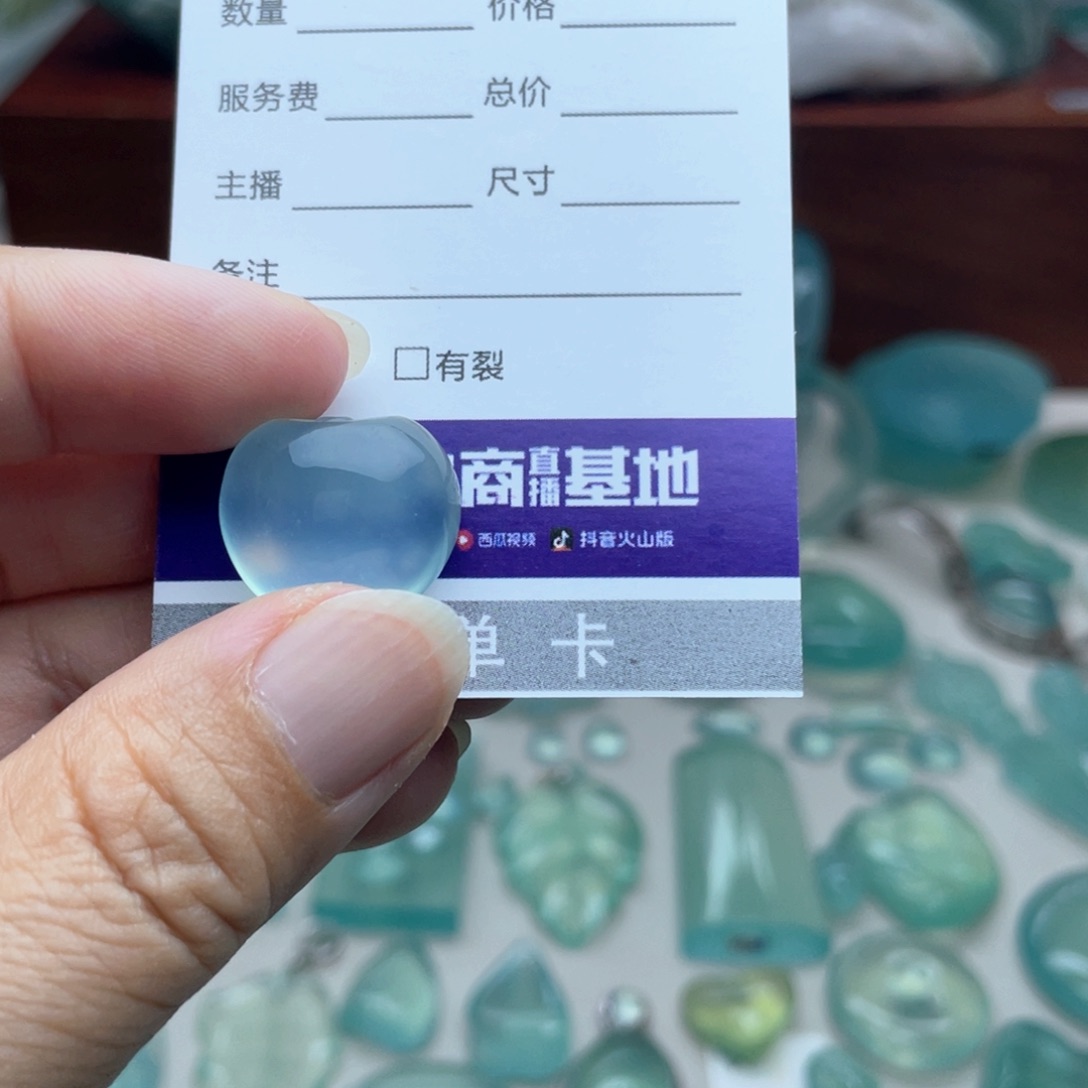 数量 价格
服务费 总价
主播 尺寸
备注
□有裂
商直播基地
西瓜视频 抖音火山版
单卡